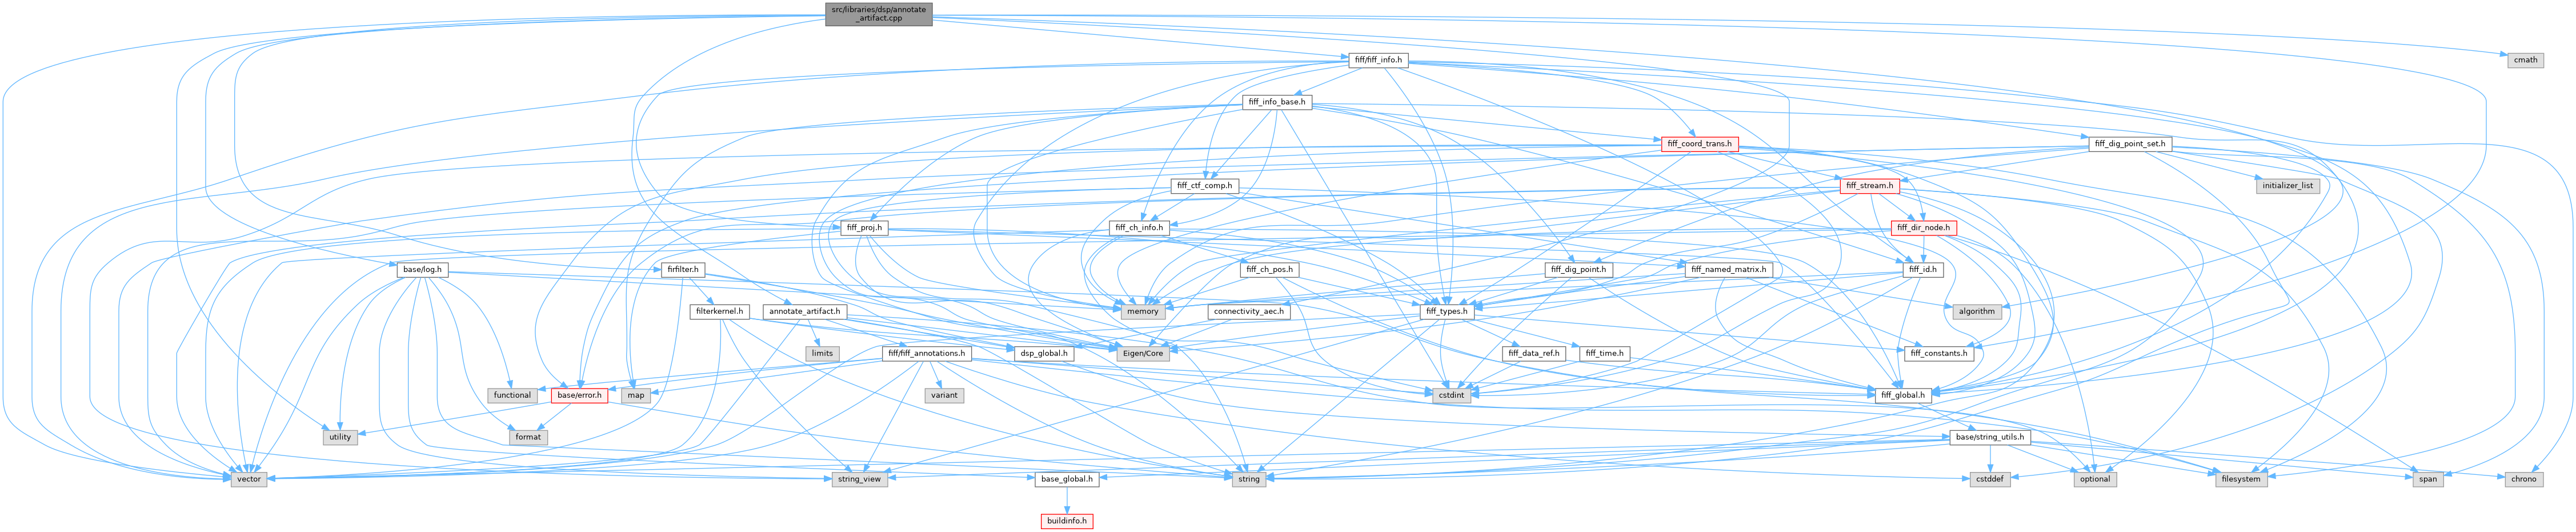 src/libraries/dsp/annotate
_artifact.cpp
fiff/fiff_info.h
cmath
fiff_info_base.h
fiff_coord_trans.h
fiff_dig_point_set.h
fiff_ctf_comp.h
fiff_stream.h
initializer_list
fiff_proj.h
fiff_ch_info.h
fiff_dir_node.h
base/log.h
firfilter.h
fiff_ch_pos.h
fiff_dig_point.h
fiff_named_matrix.h
fiff_id.h
filterkernel.h
annotate_artifact.h
memory
connectivity_aec.h
fiff_types.h
algorithm
limits
fiff/fiff_annotations.h
dsp_global.h
Eigen/Core
fiff_data_ref.h
fiff_time.h
fiff_constants.h
functional
base/error.h
map
variant
cstdint
fiff_global.h
utility
format
base/string_utils.h
vector
string_view
base_global.h
string
cstddef
optional
filesystem
span
chrono
buildinfo.h